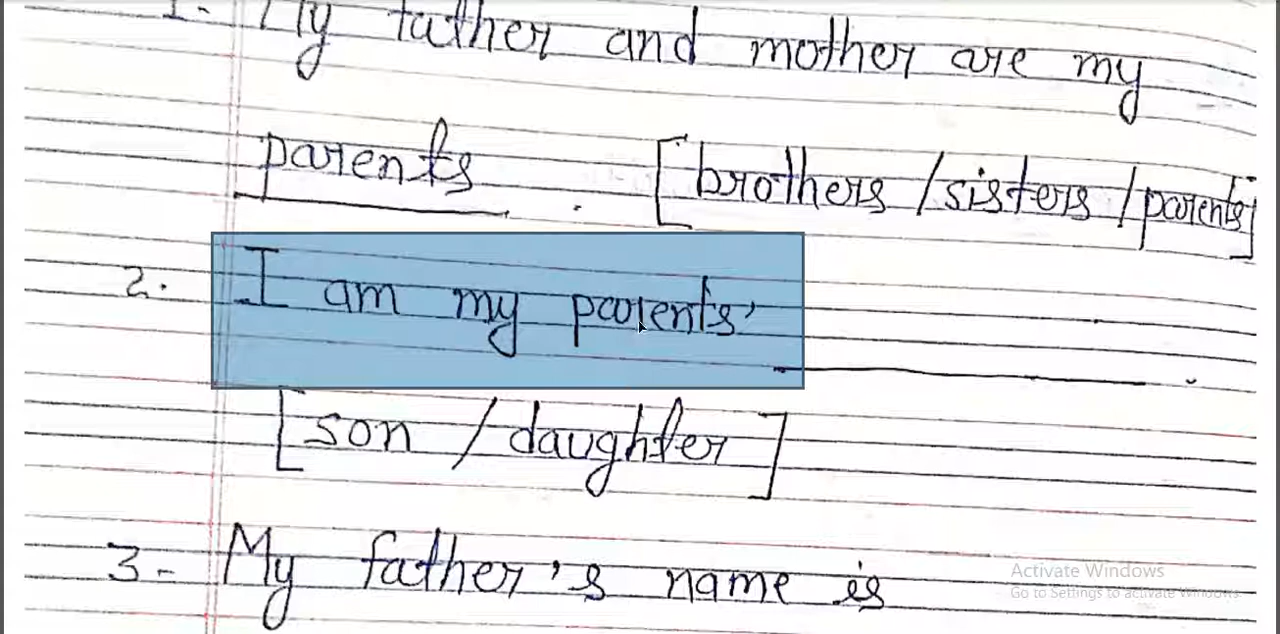 1. My father and mother are my
parents . [brothers/sisters/parents]
2. I am my parents' .
[son/daughter]
3- My father's name is
Activate Windows
Go to Settings to activate Windows.